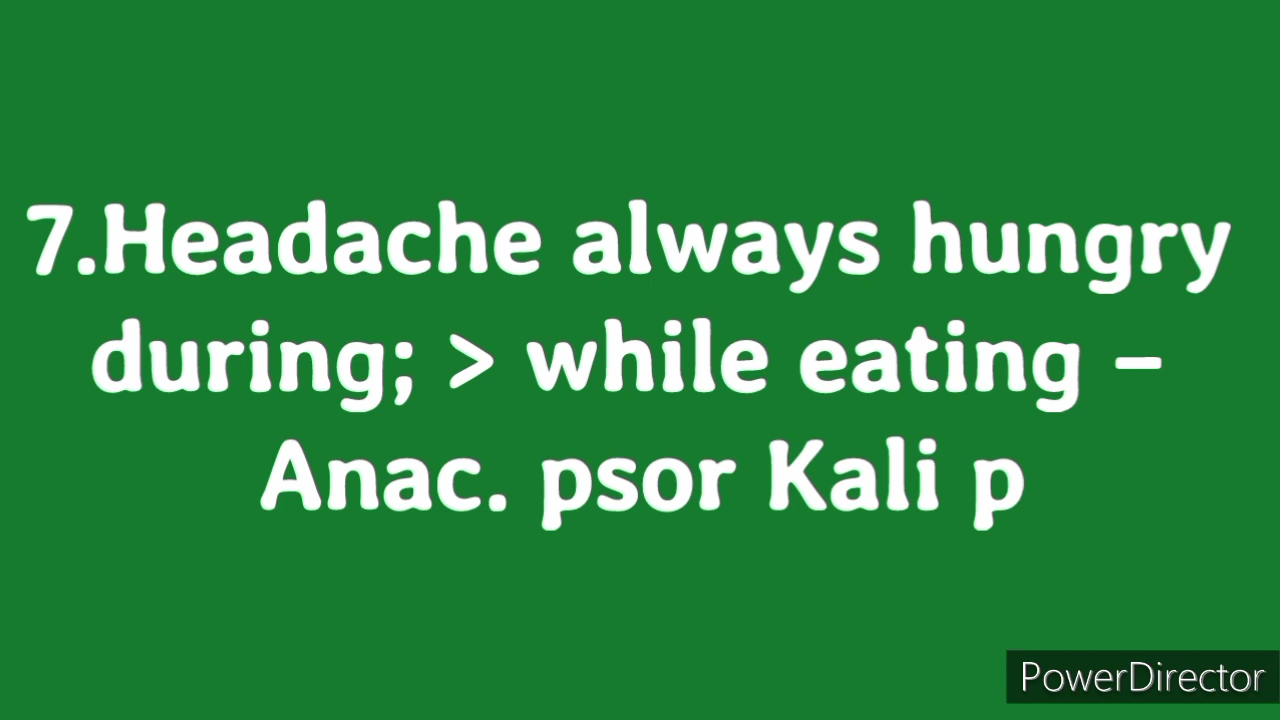 7.Headache always hungry
during; > while eating –
Anac. psor Kali p
PowerDirector